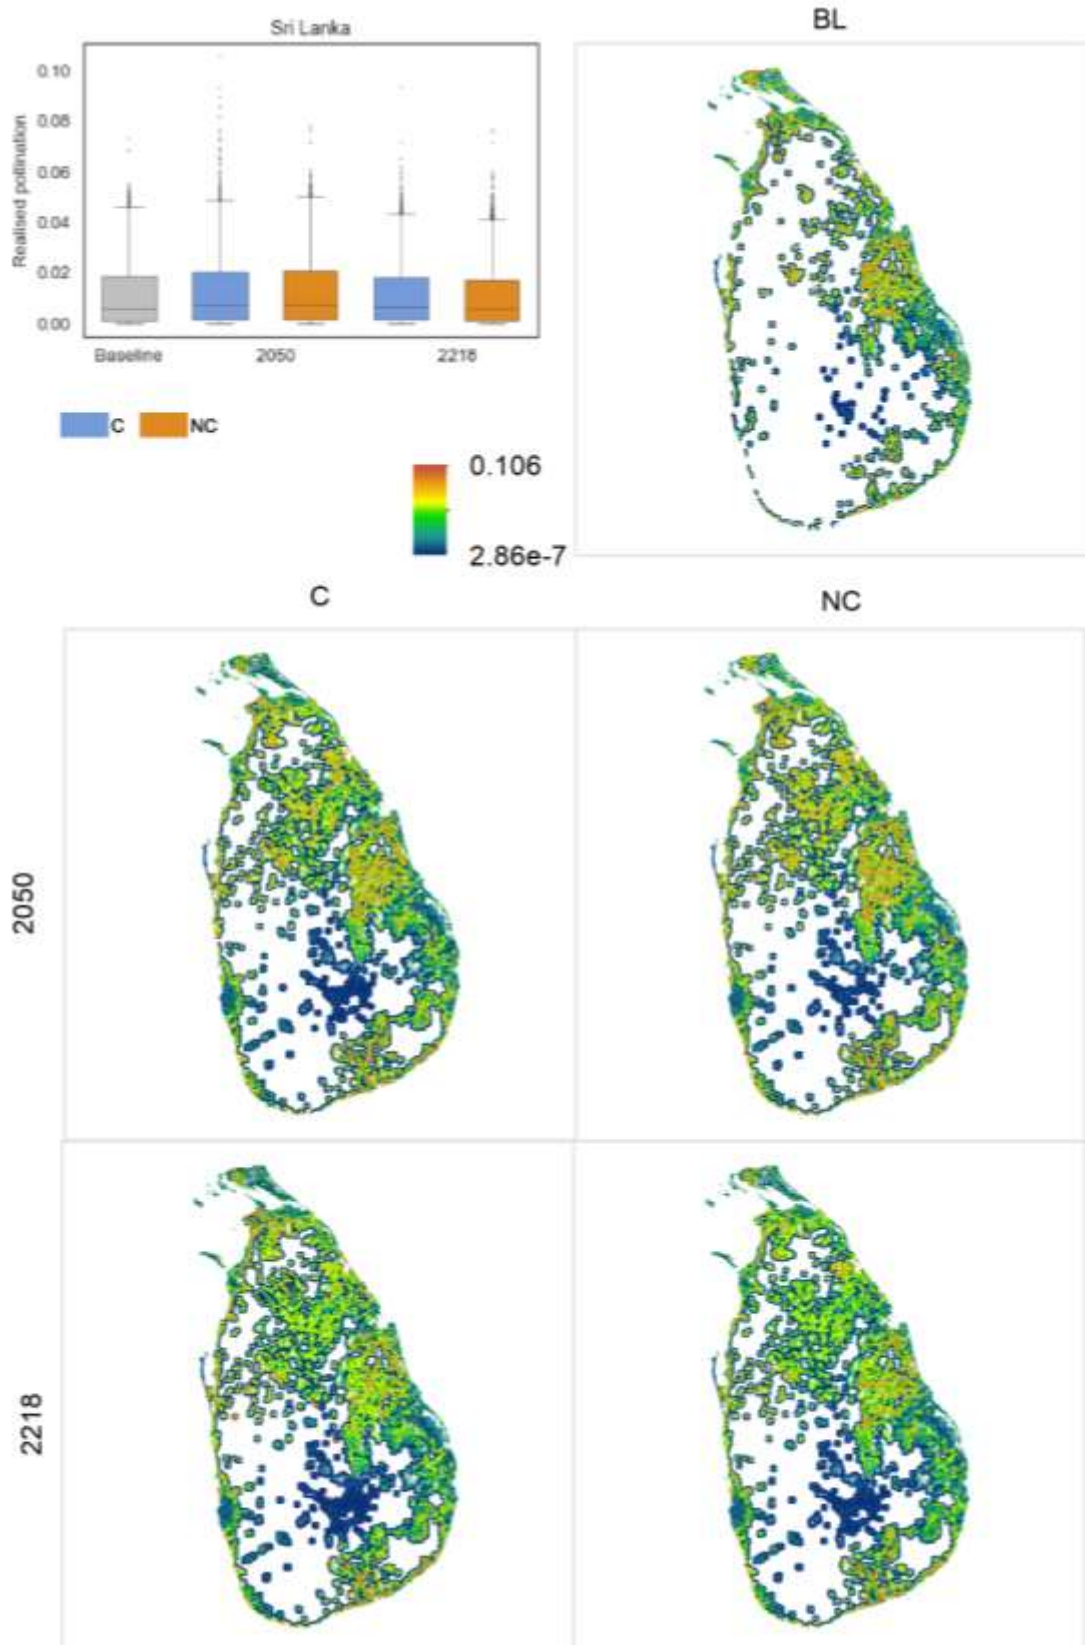 Sri Lanka
BL
0.10
0.08
0.06
0.04
0.02
0.00
Realised pollination
Baseline
2050
2218
C
NC
0.106
2.86e-7
C
NC
2050
2218